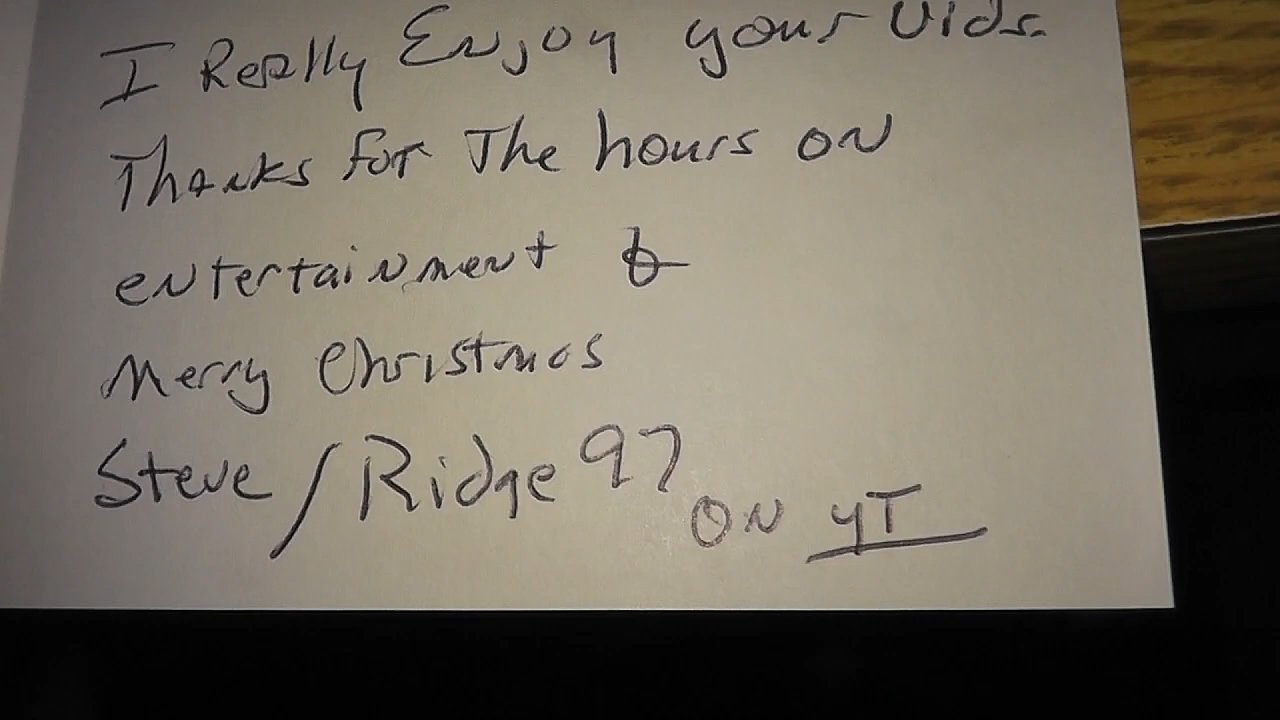 I Really Enjoy your vids.
Thanks for The hours on
entertainment &
Merry Christmas
Steve/Ridge 97 ON YT